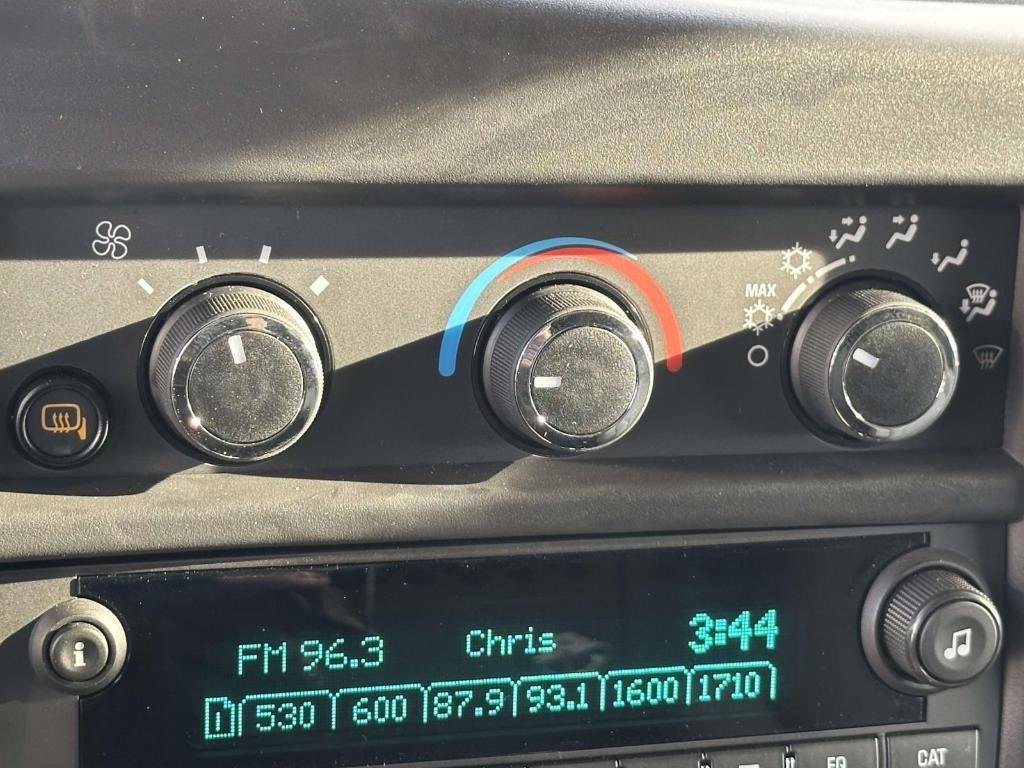 MAX
i
FM 96.3 Chris 3:44
530 600 87.9 93.1 1600 1710
EQ CAT